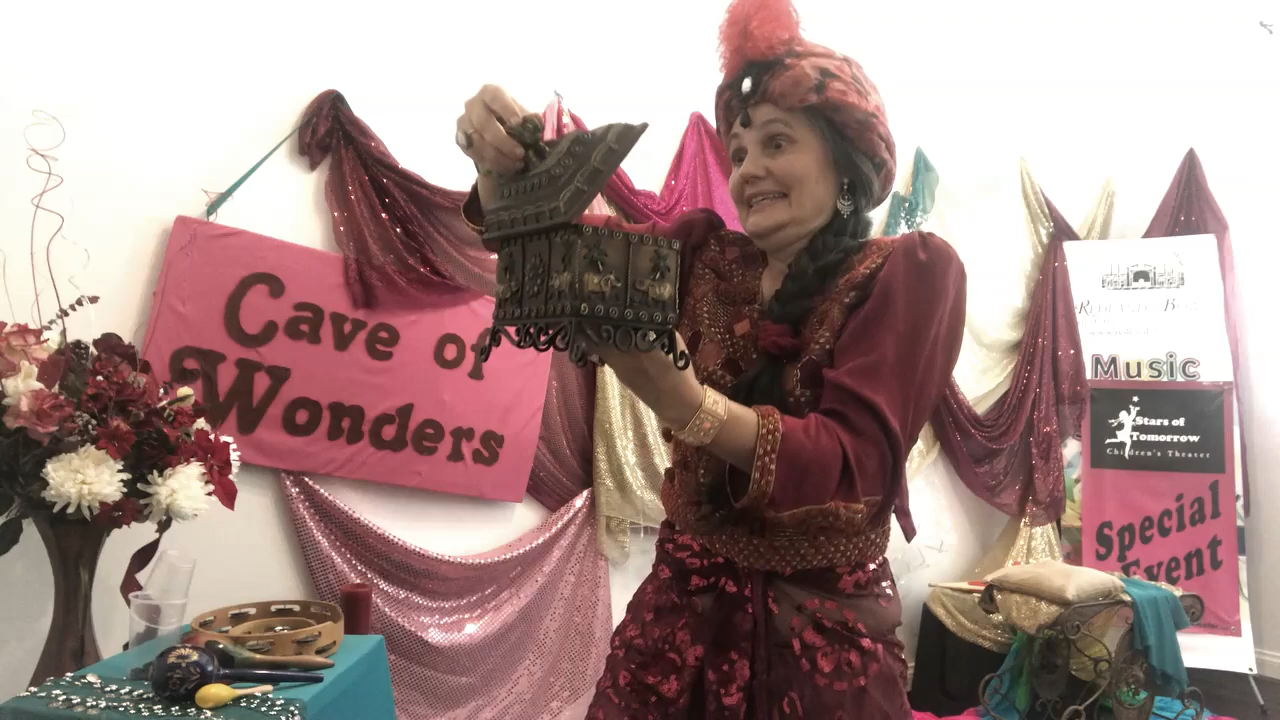 Cave of
Wonders
Music
Stars of
Tomorrow
Children's Theater
Special
Event